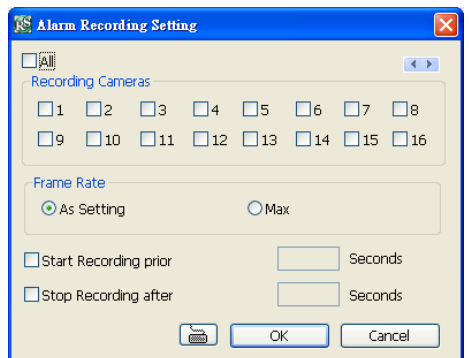 Alarm Recording Setting
All
Recording Cameras
1 2 3 4 5 6 7 8
9 10 11 12 13 14 15 16
Frame Rate
As Setting Max
Start Recording prior Seconds
Stop Recording after Seconds
OK Cancel